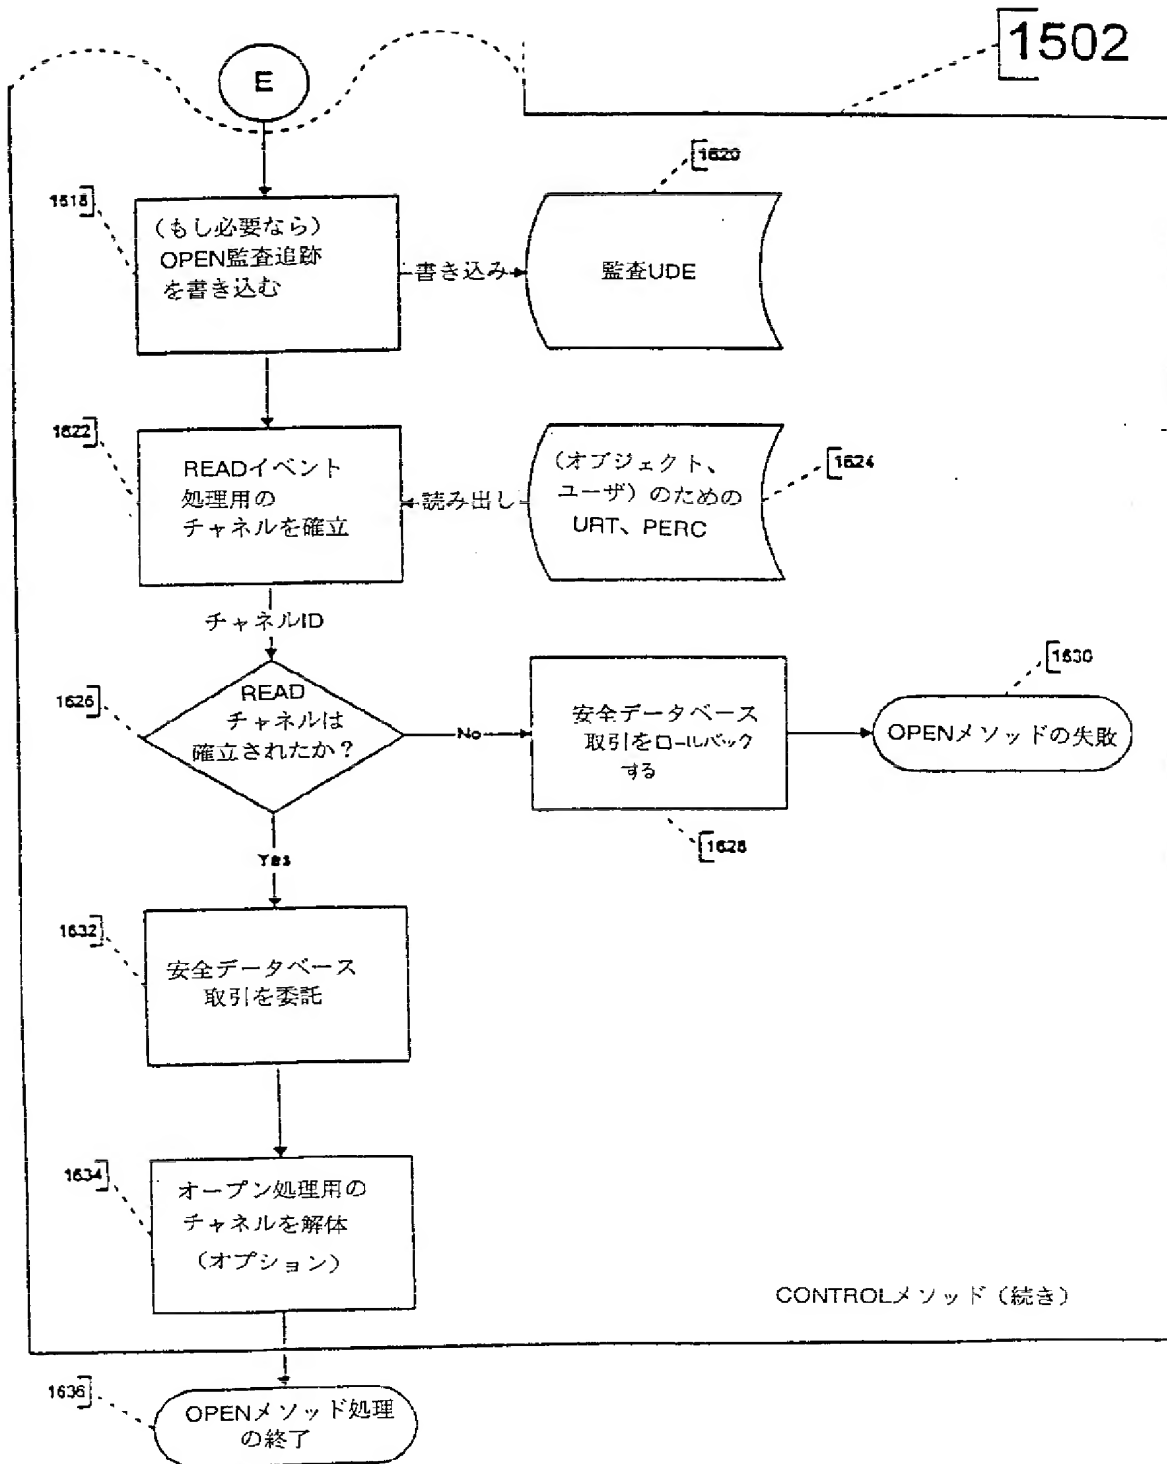 1502
E
1618
(もし必要なら)
OPEN監査追跡
を書き込む
書き込み
1620
監査UDE
1622
READイベント
処理用の
チャネルを確立
読み出し
(オブジェクト、
ユーザ)のための
URT、PERC
1624
チャネルID
1626
READ
チャネルは
確立されたか?
No
安全データベース
取引をロールバック
する
1628
1630
OPENメソッドの失敗
Yes
1632
安全データベース
取引を委託
1634
オープン処理用の
チャネルを解体
(オプション)
CONTROLメソッド(続き)
1636
OPENメソッド処理
の終了